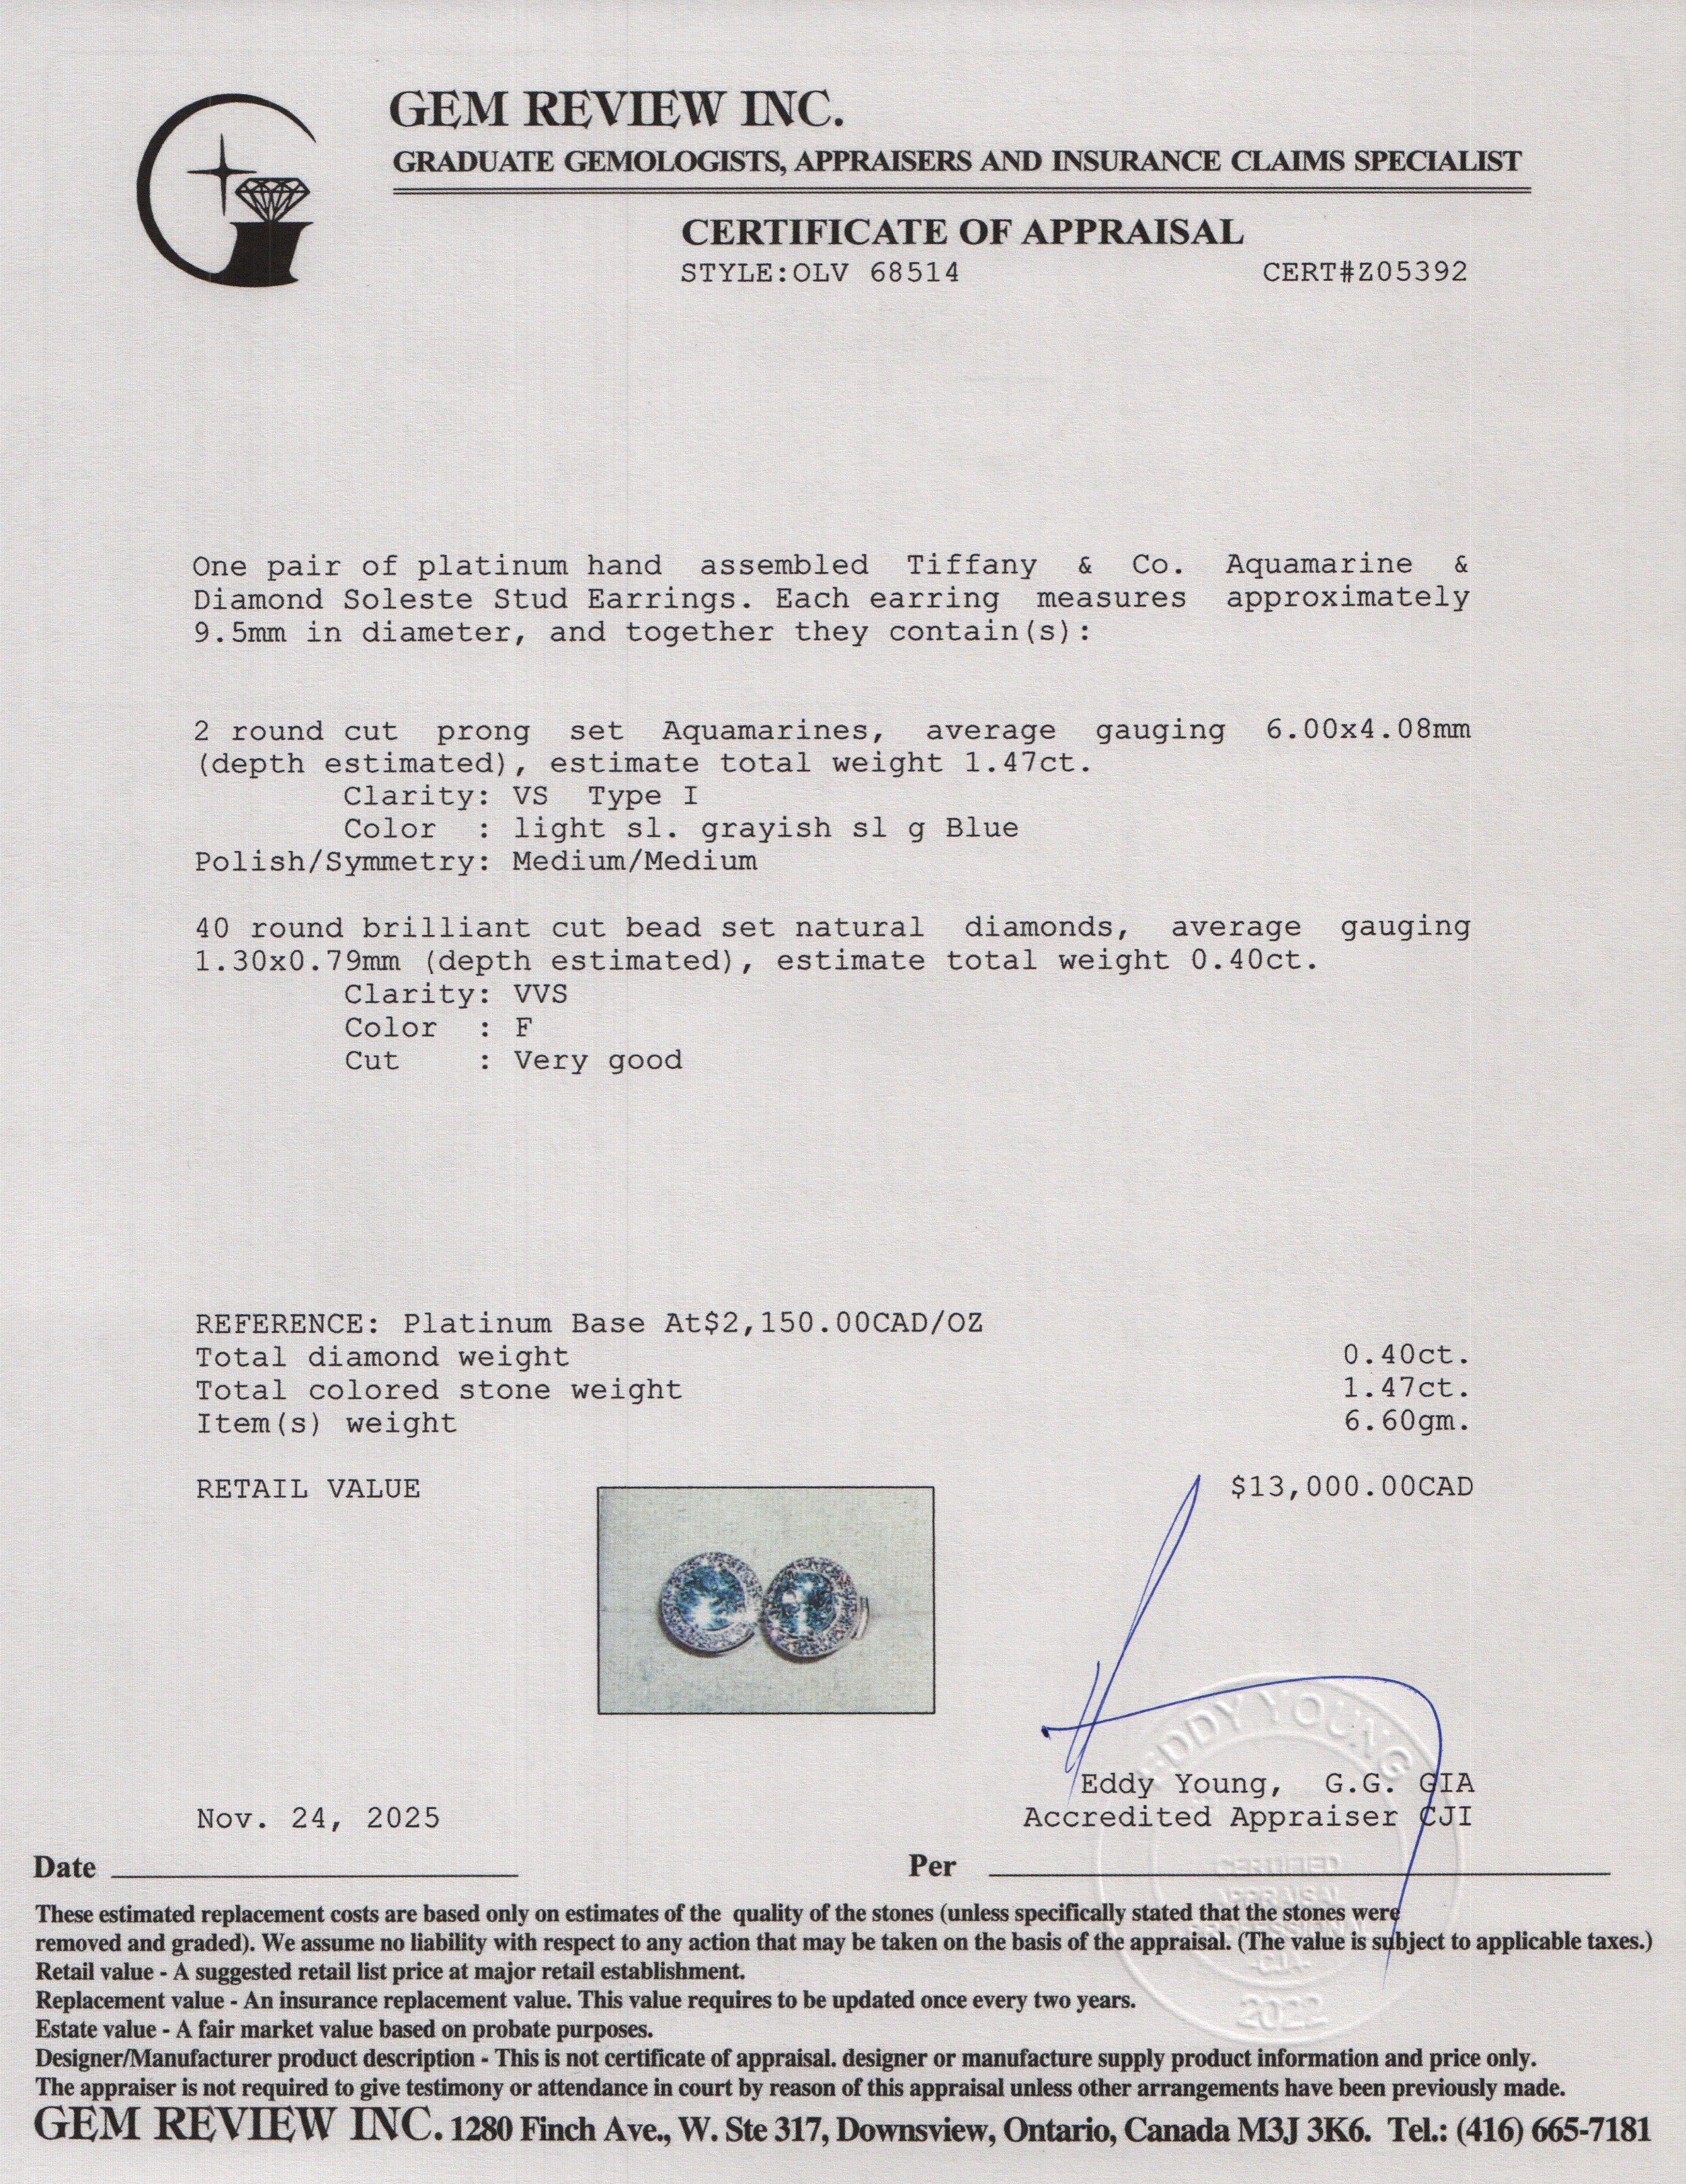 GEM REVIEW INC.
GRADUATE GEMOLOGISTS, APPRAISERS AND INSURANCE CLAIMS SPECIALIST
CERTIFICATE OF APPRAISAL
STYLE:OLV 68514 CERT#Z05392
One pair of platinum hand assembled Tiffany & Co. Aquamarine &
Diamond Soleste Stud Earrings. Each earring measures approximately
9.5mm in diameter, and together they contain(s):
2 round cut prong set Aquamarines, average gauging 6.00x4.08mm
(depth estimated), estimate total weight 1.47ct.
Clarity: VS Type I
Color : light sl. grayish sl g Blue
Polish/Symmetry: Medium/Medium
40 round brilliant cut bead set natural diamonds, average gauging
1.30x0.79mm (depth estimated), estimate total weight 0.40ct.
Clarity: VVS
Color : F
Cut : Very good
REFERENCE: Platinum Base At$2,150.00CAD/OZ
Total diamond weight 0.40ct.
Total colored stone weight 1.47ct.
Item(s) weight 6.60gm.
RETAIL VALUE $13,000.00CAD
EDDY YOUNG
Eddy Young, G.G. GIA
Nov. 24, 2025 Accredited Appraiser CJI
Date Per
CERTIFIED
APPRAISAL
PROFESSIONAL
-CJA-
2022
These estimated replacement costs are based only on estimates of the quality of the stones (unless specifically stated that the stones were
removed and graded). We assume no liability with respect to any action that may be taken on the basis of the appraisal. (The value is subject to applicable taxes.)
Retail value - A suggested retail list price at major retail establishment.
Replacement value - An insurance replacement value. This value requires to be updated once every two years.
Estate value - A fair market value based on probate purposes.
Designer/Manufacturer product description - This is not certificate of appraisal. designer or manufacture supply product information and price only.
The appraiser is not required to give testimony or attendance in court by reason of this appraisal unless other arrangements have been previously made.
GEM REVIEW INC. 1280 Finch Ave., W. Ste 317, Downsview, Ontario, Canada M3J 3K6. Tel.: (416) 665-7181